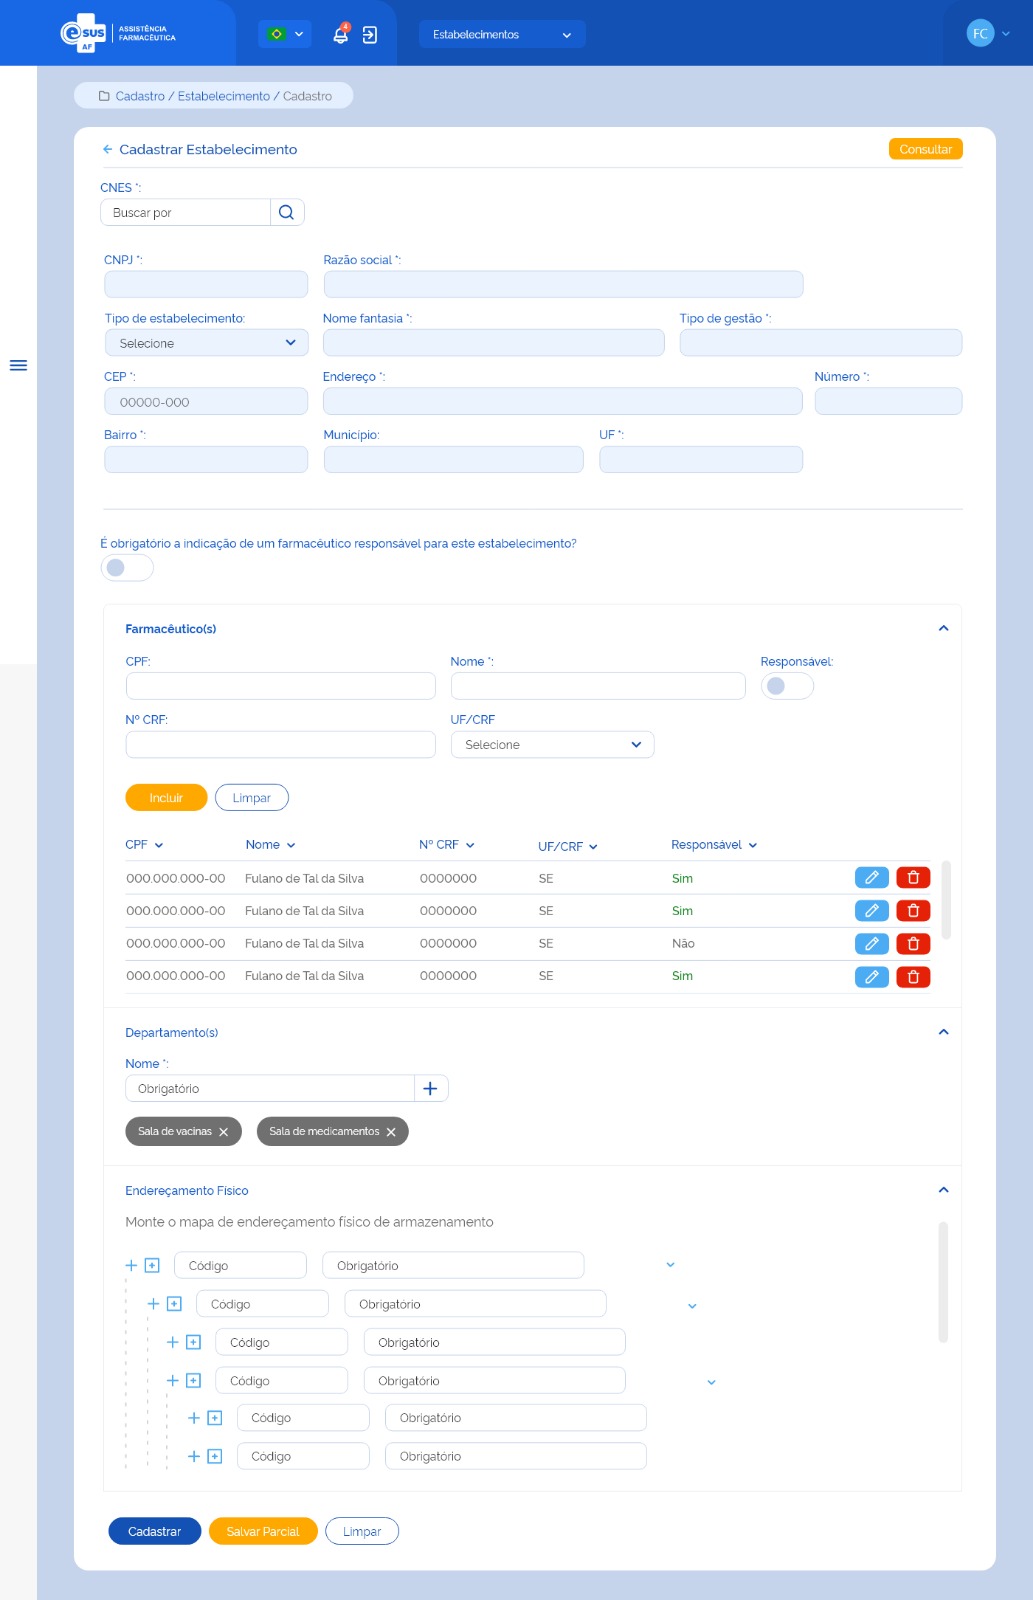 e sus AF ASSISTÊNCIA FARMACÊUTICA
4
Estabelecimentos
FC
Cadastro / Estabelecimento / Cadastro
Cadastrar Estabelecimento
Consultar
CNES *:
Buscar por
CNPJ *: Razão social *:
Tipo de estabelecimento: Nome fantasia *: Tipo de gestão *:
Selecione
CEP *: Endereço *: Número *:
00000-000
Bairro *: Município: UF *:
É obrigatório a indicação de um farmacêutico responsável para este estabelecimento?
Farmacêutico(s)
CPF: Nome *: Responsável:
Nº CRF: UF/CRF
Selecione
Incluir Limpar
CPF Nome Nº CRF UF/CRF Responsável
000.000.000-00 Fulano de Tal da Silva 0000000 SE Sim
000.000.000-00 Fulano de Tal da Silva 0000000 SE Sim
000.000.000-00 Fulano de Tal da Silva 0000000 SE Não
000.000.000-00 Fulano de Tal da Silva 0000000 SE Sim
Departamento(s)
Nome *:
Obrigatório
Sala de vacinas Sala de medicamentos
Endereçamento Físico
Monte o mapa de endereçamento físico de armazenamento
Código Obrigatório
Código Obrigatório
Código Obrigatório
Código Obrigatório
Código Obrigatório
Código Obrigatório
Cadastrar Salvar Parcial Limpar